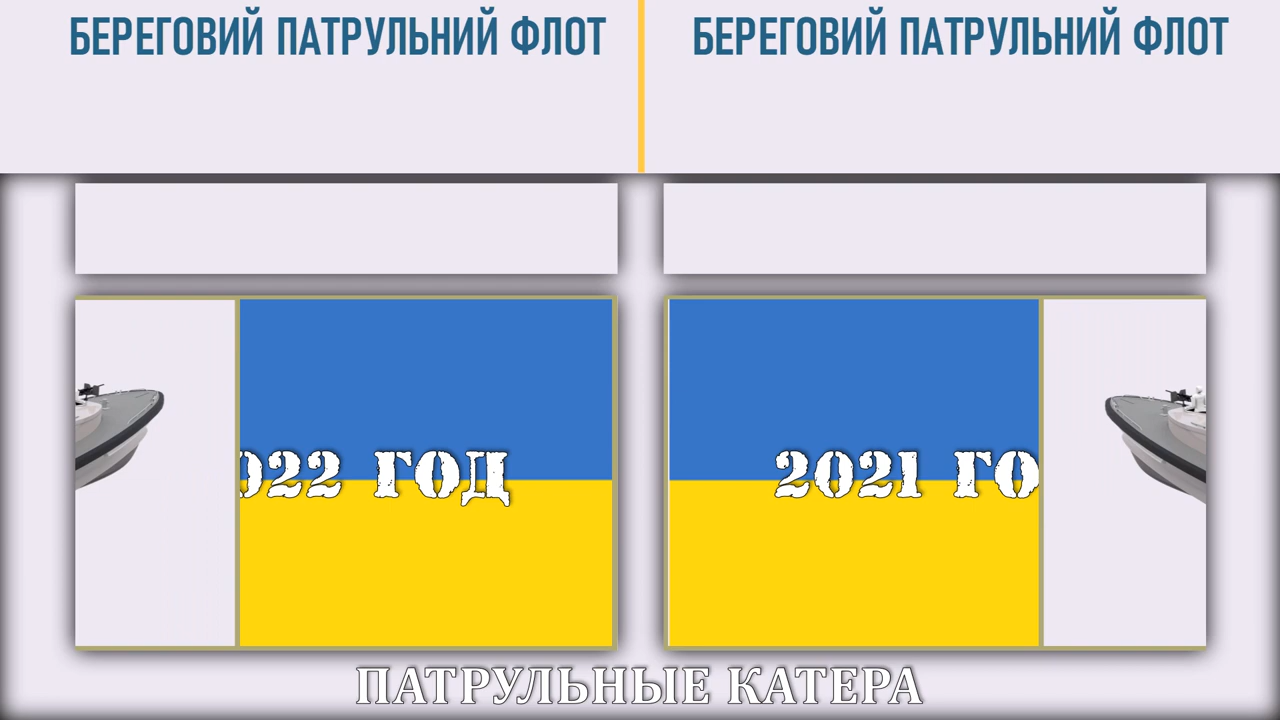 БЕРЕГОВИЙ ПАТРУЛЬНИЙ ФЛОТ
БЕРЕГОВИЙ ПАТРУЛЬНИЙ ФЛОТ
022 ГОД
2021 ГО
ПАТРУЛЬНЫЕ КАТЕРА